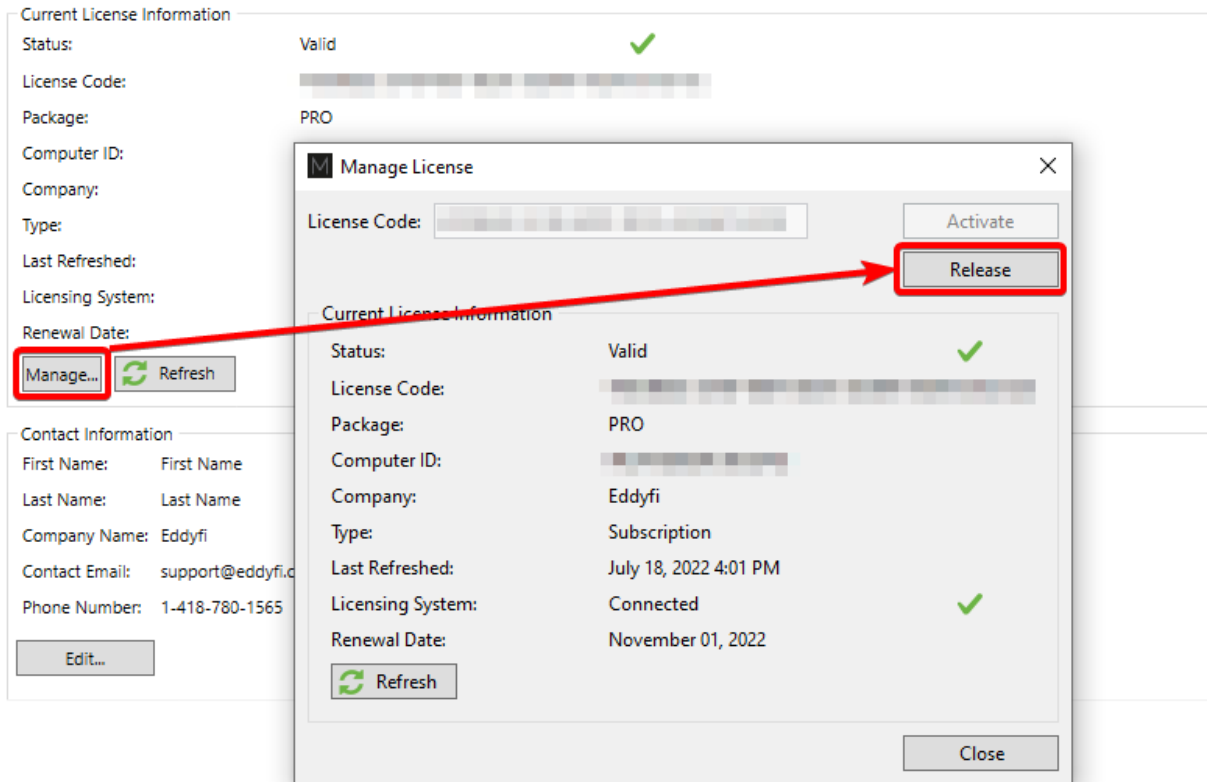 Current License Information
Status: Valid
License Code:
Package: PRO
Computer ID:
Company:
Type:
Last Refreshed:
Licensing System:
Renewal Date:
Manage... Refresh
Contact Information
First Name: First Name
Last Name: Last Name
Company Name: Eddyfi
Contact Email: support@eddyfi.c
Phone Number: 1-418-780-1565
Edit...
M Manage License
License Code: Activate
Release
Current License Information
Status: Valid
License Code:
Package: PRO
Computer ID:
Company: Eddyfi
Type: Subscription
Last Refreshed: July 18, 2022 4:01 PM
Licensing System: Connected
Renewal Date: November 01, 2022
Refresh
Close